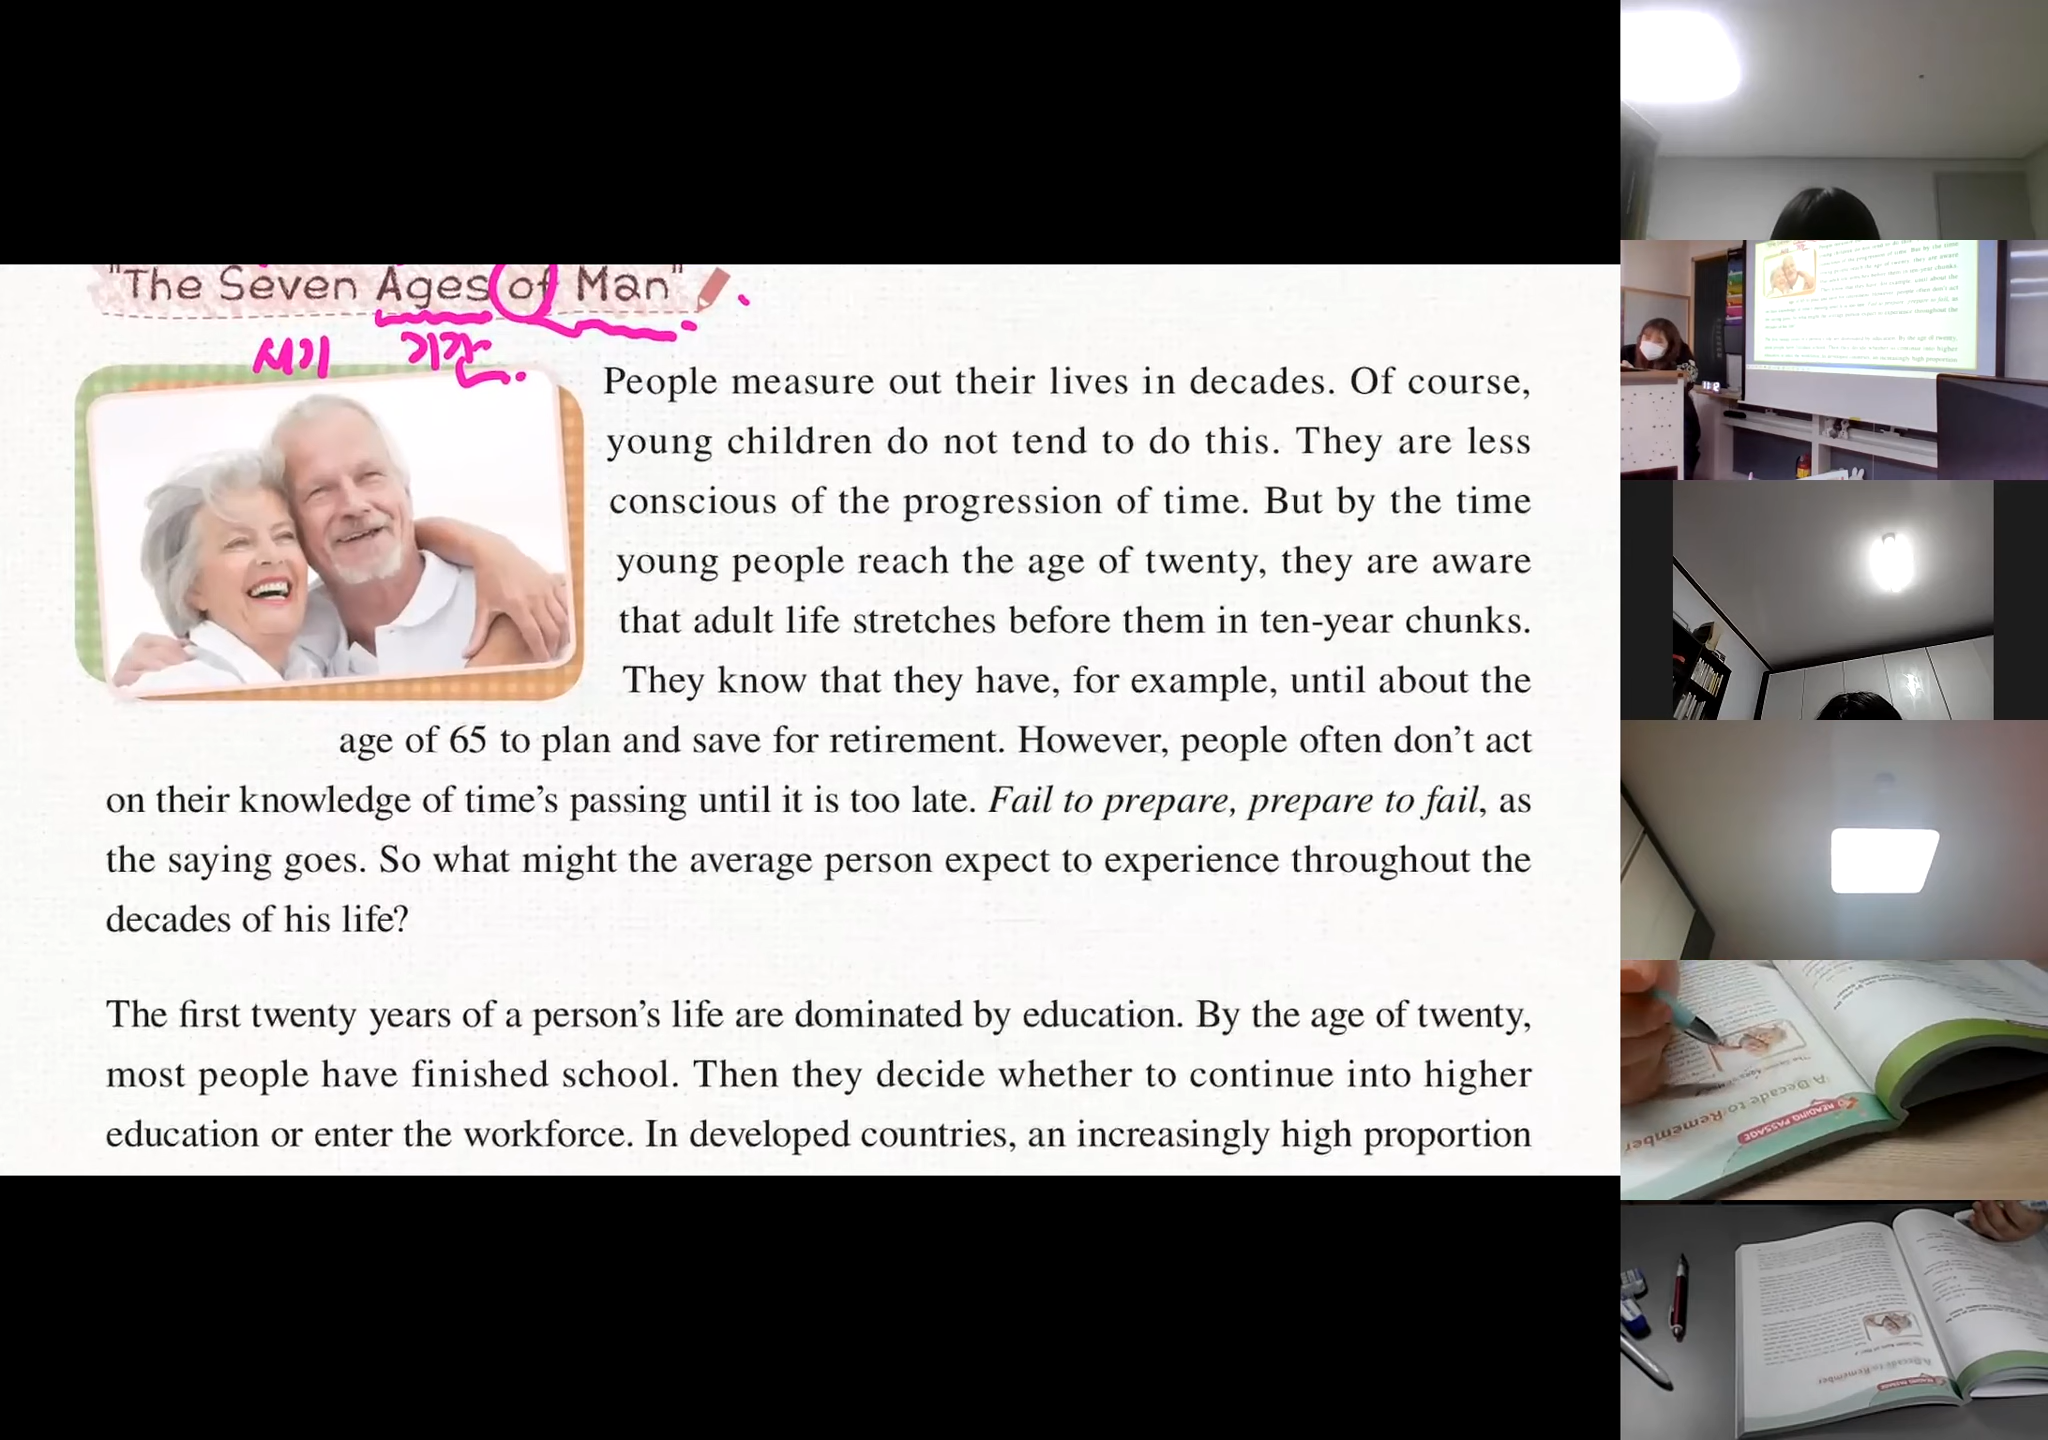 "The Seven Ages of Man"
시기 기간
People measure out their lives in decades. Of course,
young children do not tend to do this. They are less
conscious of the progression of time. But by the time
young people reach the age of twenty, they are aware
that adult life stretches before them in ten-year chunks.
They know that they have, for example, until about the
age of 65 to plan and save for retirement. However, people often don't act
on their knowledge of time's passing until it is too late. Fail to prepare, prepare to fail, as
the saying goes. So what might the average person expect to experience throughout the
decades of his life?
The first twenty years of a person's life are dominated by education. By the age of twenty,
most people have finished school. Then they decide whether to continue into higher
education or enter the workforce. In developed countries, an increasingly high proportion
READING PASSAGE
A Decade to Remember
READING PASSAGE
A Decade to Remember